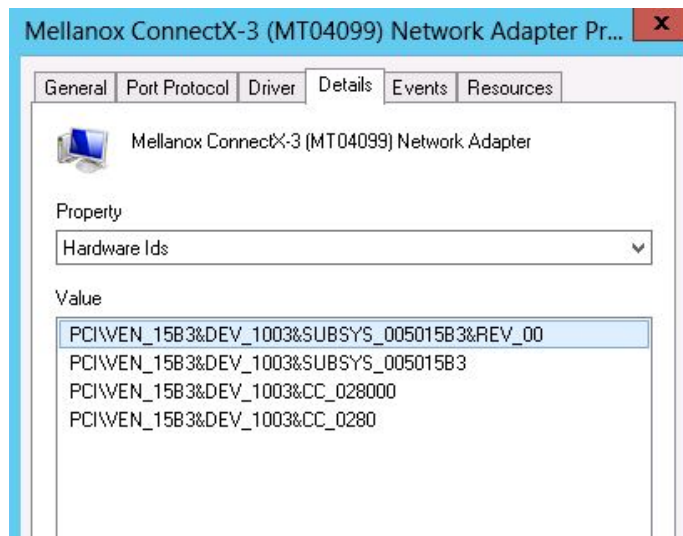 Mellanox ConnectX-3 (MT04099) Network Adapter Pr... x
General Port Protocol Driver Details Events Resources
Mellanox ConnectX-3 (MT04099) Network Adapter
Property
Hardware Ids
Value
PCI\VEN_15B3&DEV_1003&SUBSYS_005015B3&REV_00
PCI\VEN_15B3&DEV_1003&SUBSYS_005015B3
PCI\VEN_15B3&DEV_1003&CC_028000
PCI\VEN_15B3&DEV_1003&CC_0280